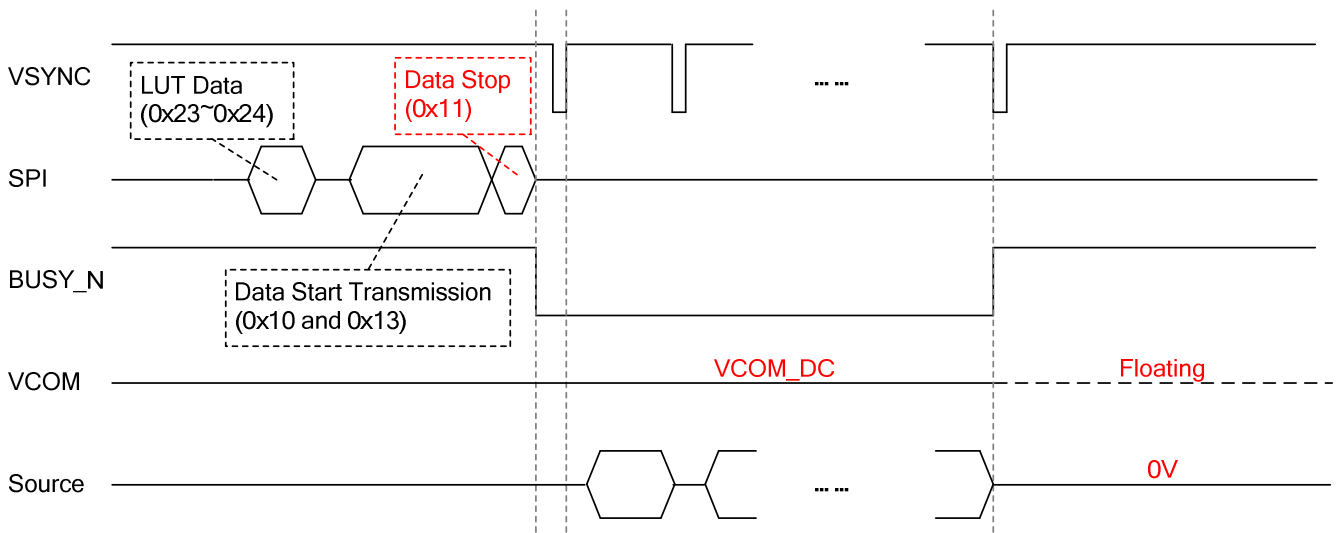 VSYNC
LUT Data
(0x23~0x24)
Data Stop
(0x11)
... ...
SPI
BUSY_N
Data Start Transmission
(0x10 and 0x13)
VCOM
VCOM_DC
Floating
Source
... ...
0V